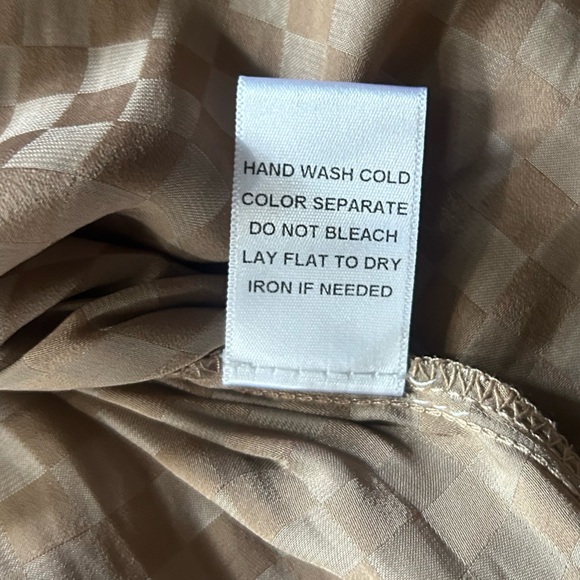 HAND WASH COLD
COLOR SEPARATE
DO NOT BLEACH
LAY FLAT TO DRY
IRON IF NEEDED